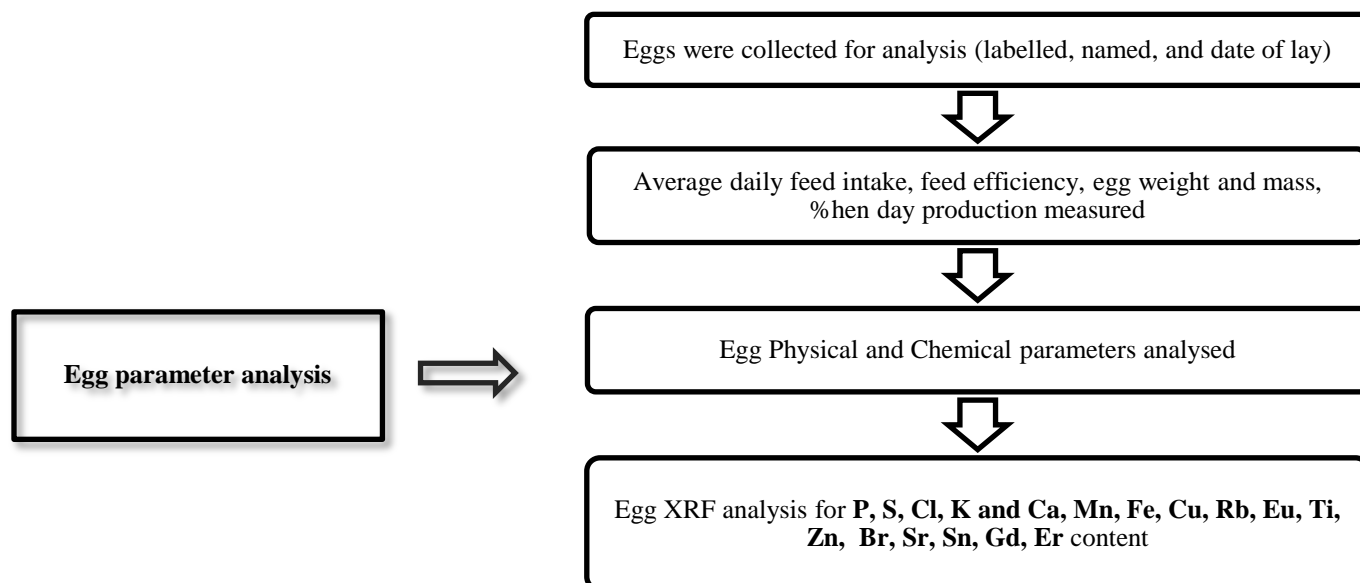 Eggs were collected for analysis (labelled, named, and date of lay)
Average daily feed intake, feed efficiency, egg weight and mass,
%hen day production measured
Egg parameter analysis
Egg Physical and Chemical parameters analysed
Egg XRF analysis for P, S, Cl, K and Ca, Mn, Fe, Cu, Rb, Eu, Ti,
Zn, Br, Sr, Sn, Gd, Er content